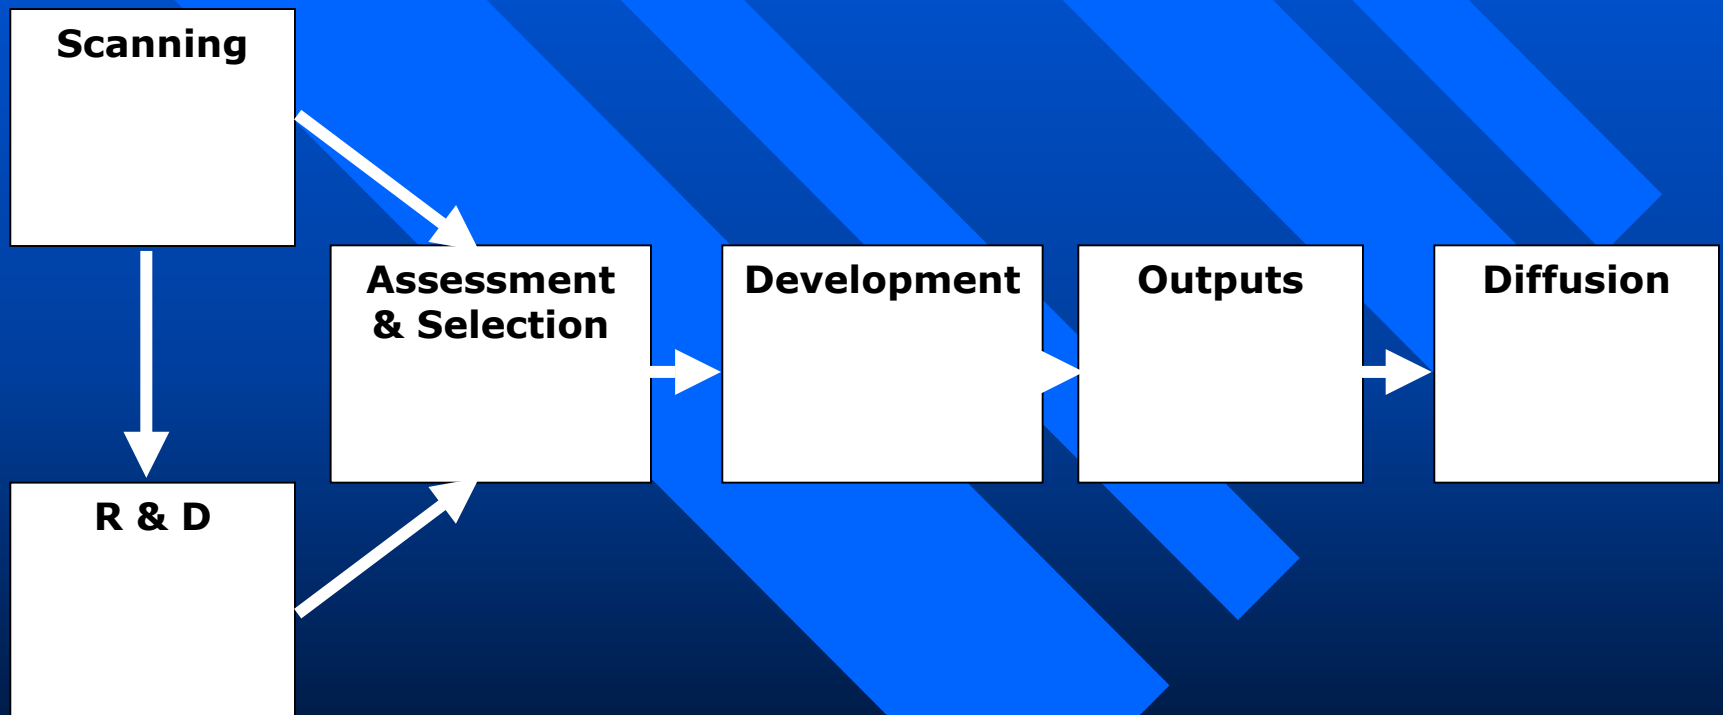 Scanning
Assessment
& Selection
Development
Outputs
Diffusion
R & D